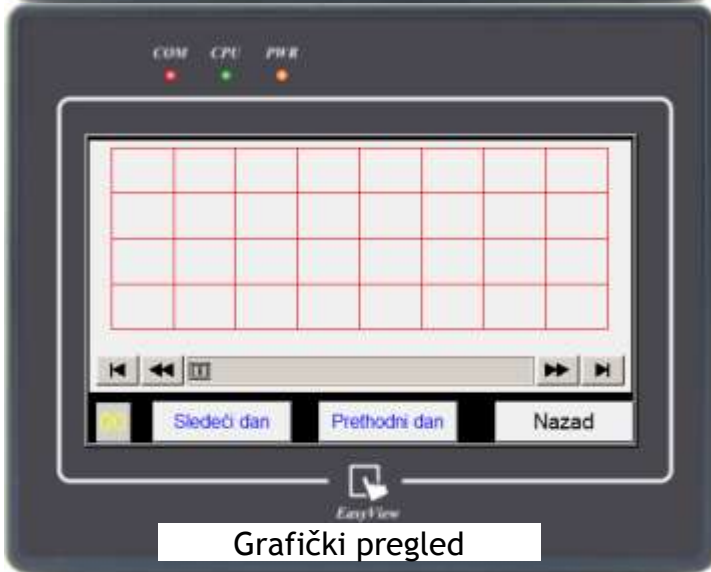 COM CPU PWR
Sledeći dan Prethodni dan Nazad
EasyView
Grafički pregled